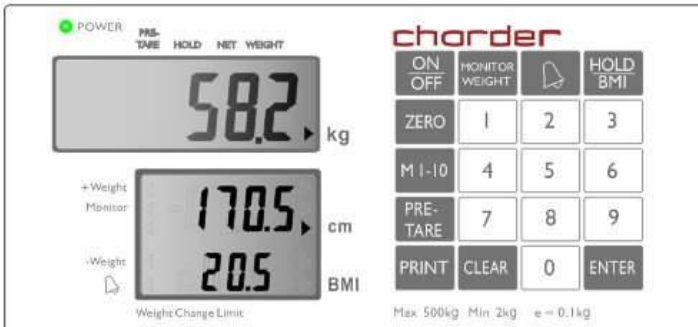 POWER
PRE-
TARE HOLD NET WEIGHT
58.2 kg
+Weight
Monitor
170.5 cm
-Weight
20.5 BMI
Weight Change Limit
charder
ON
OFF
MONITOR
WEIGHT
HOLD
BMI
ZERO 1 2 3
M 1-10 4 5 6
PRE-
TARE
7 8 9
PRINT CLEAR 0 ENTER
Max 500kg Min 2kg e = 0.1kg